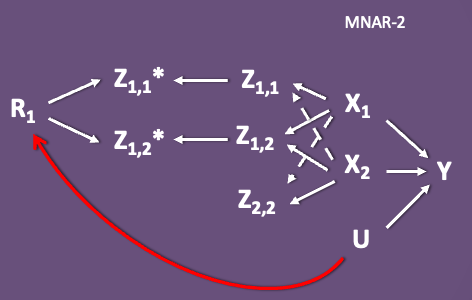 MNAR-2
Z1,1* Z1,1
R1 X1
Z1,2* Z1,2
X2 Y
Z2,2
U